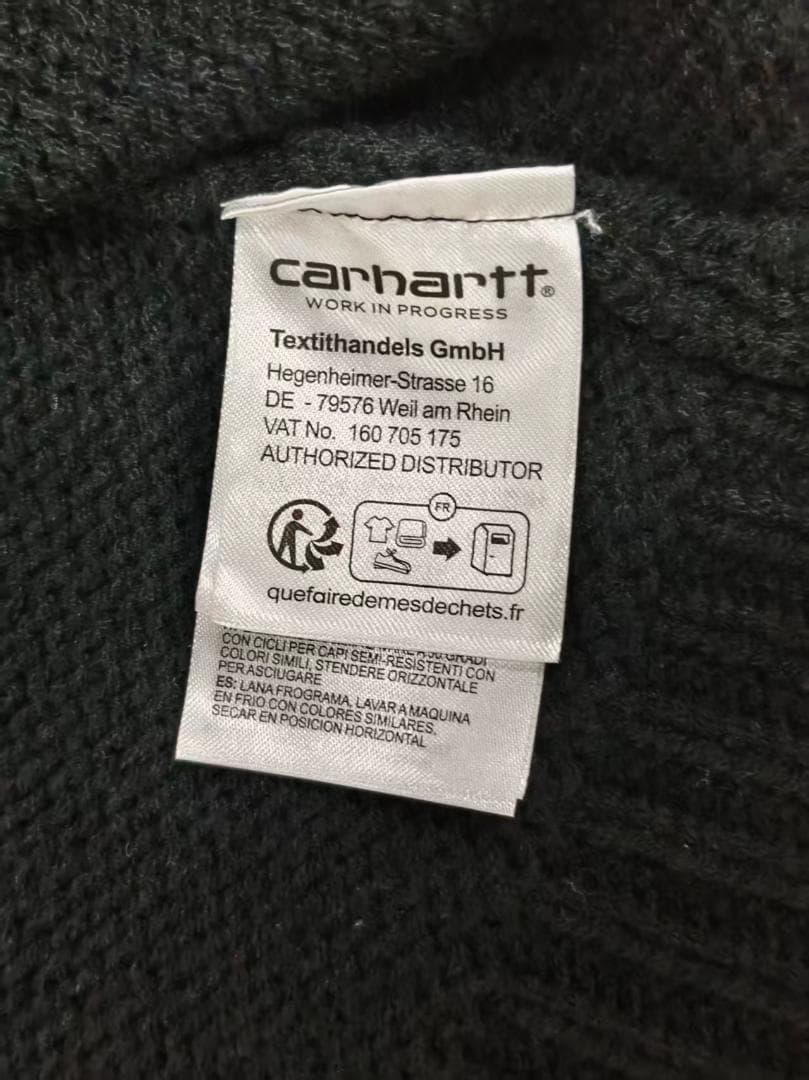 carhartt®
WORK IN PROGRESS
Textithandels GmbH
Hegenheimer-Strasse 16
DE - 79576 Weil am Rhein
VAT No. 160 705 175
AUTHORIZED DISTRIBUTOR
FR
quefairedemesdechets.fr
CON CICLI PER CAPI SEMI-RESISTENTI CON
COLORI SIMILI, STENDERE ORIZZONTALE
PER ASCIUGARE
ES: LANA FROGRAMA, LAVAR A MAQUINA
EN FRIO CON COLORES SIMILARES,
SECAR EN POSICION HORIZONTAL